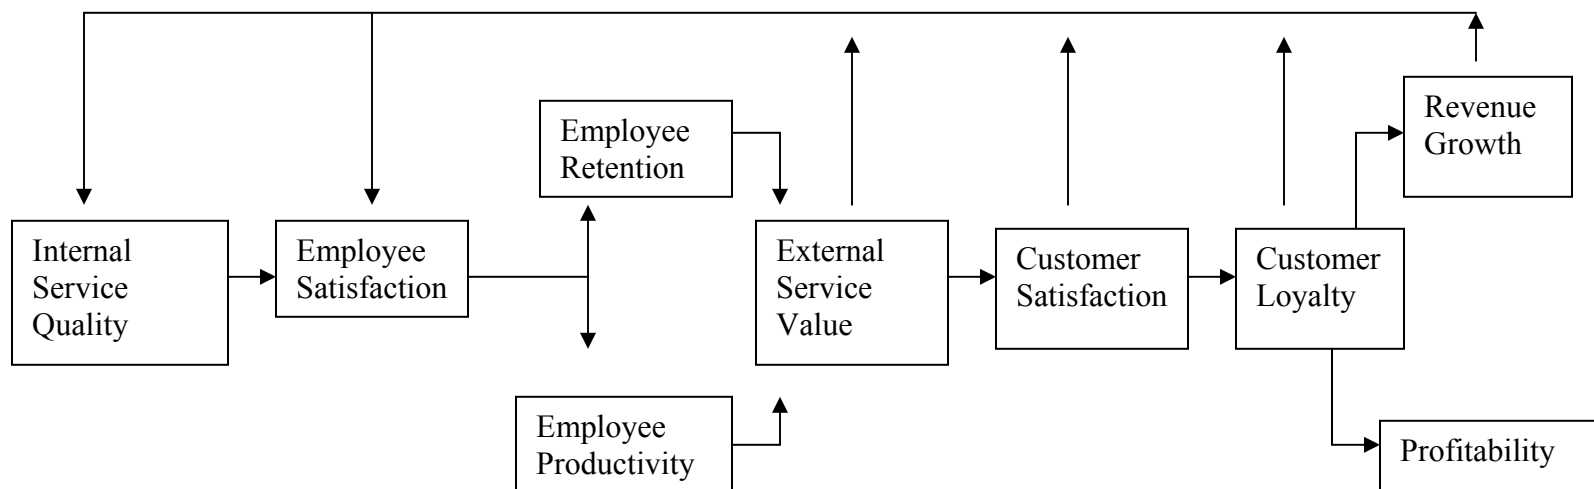 Internal
Service
Quality
Employee
Satisfaction
Employee
Retention
Employee
Productivity
External
Service
Value
Customer
Satisfaction
Customer
Loyalty
Revenue
Growth
Profitability